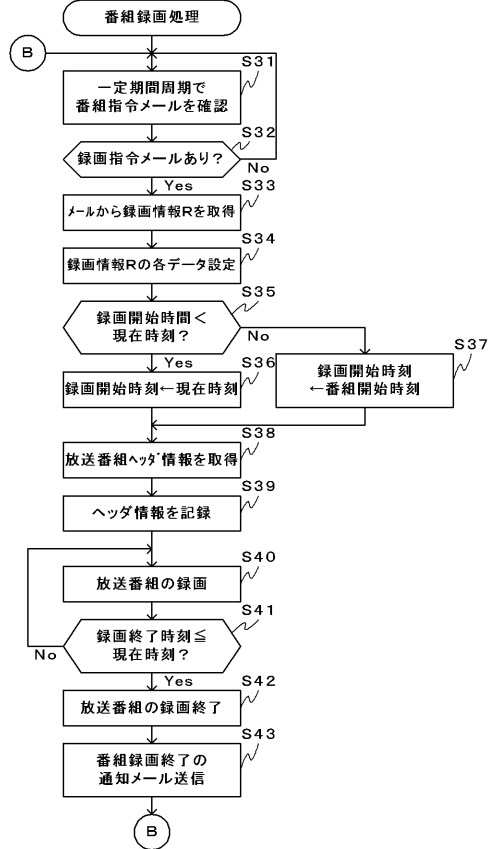 番組録画処理
B
S31
一定期間周期で
番組指令メールを確認
S32
録画指令メールあり?
No
Yes
S33
メールから録画情報Rを取得
S34
録画情報Rの各データ設定
S35
録画開始時間<
現在時刻?
No
Yes
S36
録画開始時刻←現在時刻
S37
録画開始時刻
←番組開始時刻
S38
放送番組ヘッダ情報を取得
S39
ヘッダ情報を記録
S40
放送番組の録画
S41
録画終了時刻≦
現在時刻?
No
Yes
S42
放送番組の録画終了
S43
番組録画終了の
通知メール送信
B